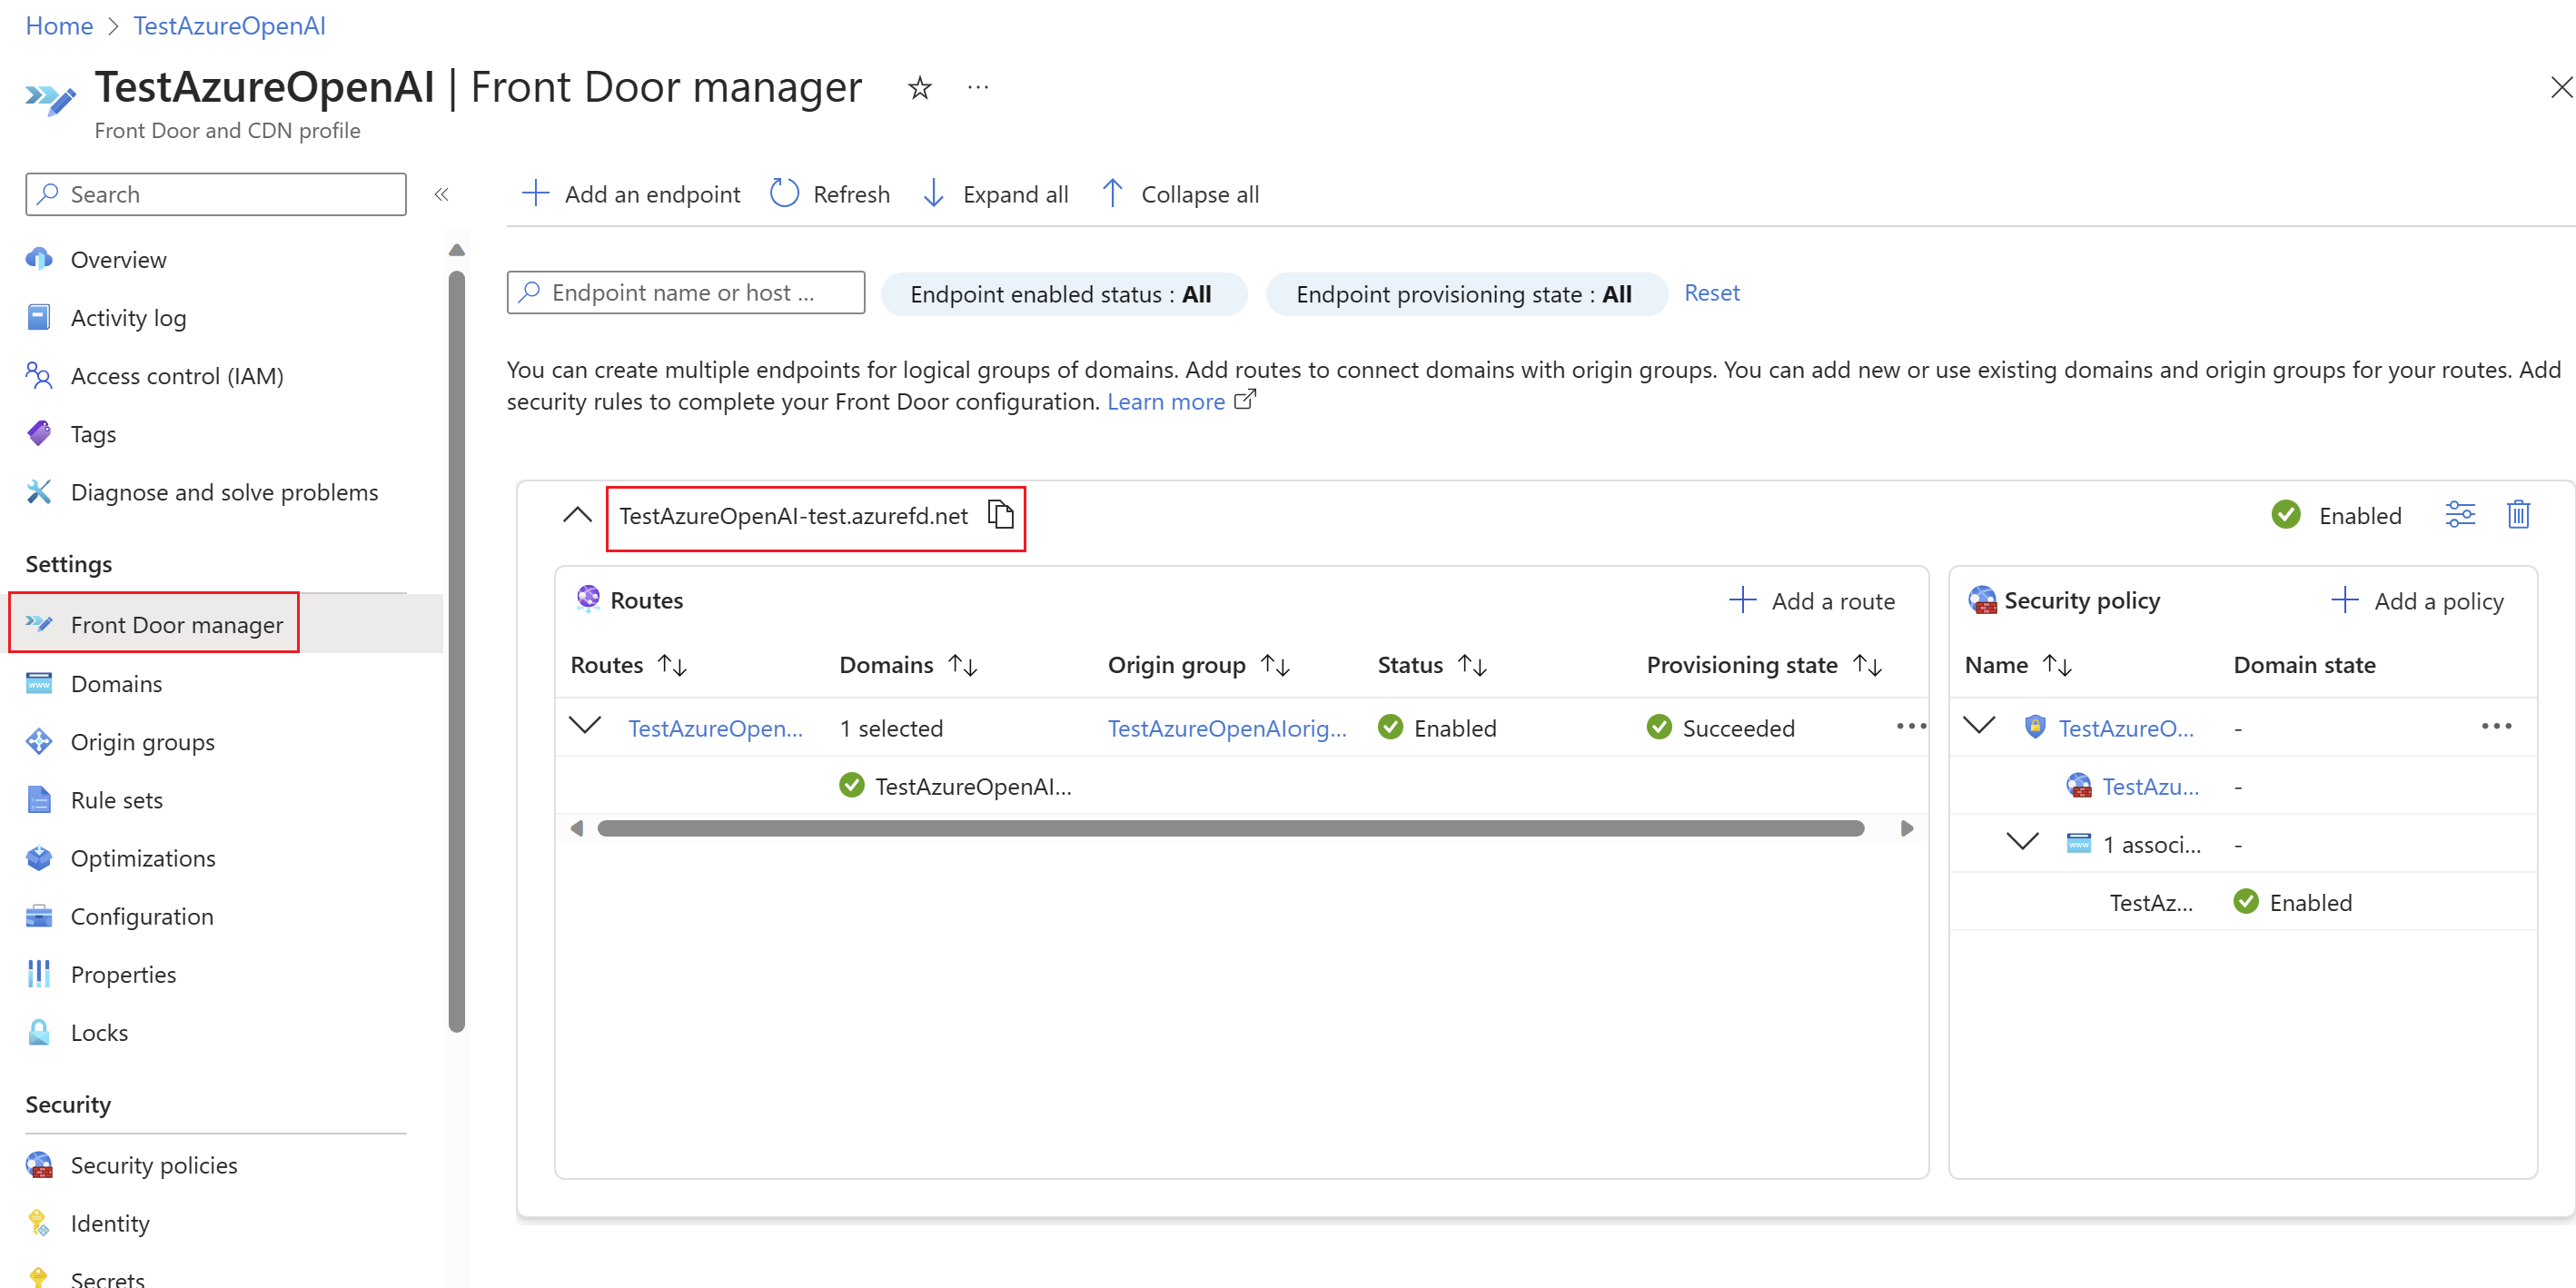 Home > TestAzureOpenAI
TestAzureOpenAI | Front Door manager ...
Front Door and CDN profile
Search
Overview
Activity log
Access control (IAM)
Tags
Diagnose and solve problems
Settings
Front Door manager
Domains
Origin groups
Rule sets
Optimizations
Configuration
Properties
Locks
Security
Security policies
Identity
Secrets
Add an endpoint Refresh Expand all Collapse all
Endpoint name or host ... Endpoint enabled status : All Endpoint provisioning state : All Reset
You can create multiple endpoints for logical groups of domains. Add routes to connect domains with origin groups. You can add new or use existing domains and origin groups for your routes. Add
security rules to complete your Front Door configuration. Learn more
TestAzureOpenAI-test.azurefd.net Enabled
Routes Add a route
Routes Domains Origin group Status Provisioning state
TestAzureOpen... 1 selected TestAzureOpenAIorig... Enabled Succeeded
TestAzureOpenAI...
Security policy Add a policy
Name Domain state
TestAzureO... -
TestAzu... -
www 1 associ... -
TestAz... Enabled